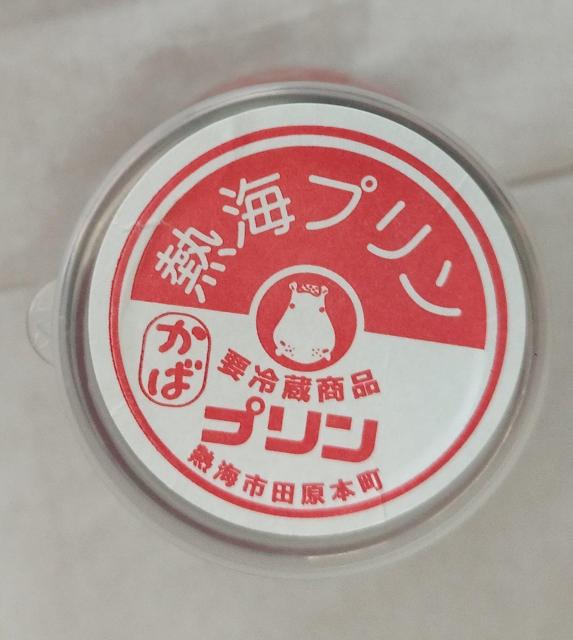 熱海プリン
かば
要冷蔵商品
プリン
熱海市田原本町